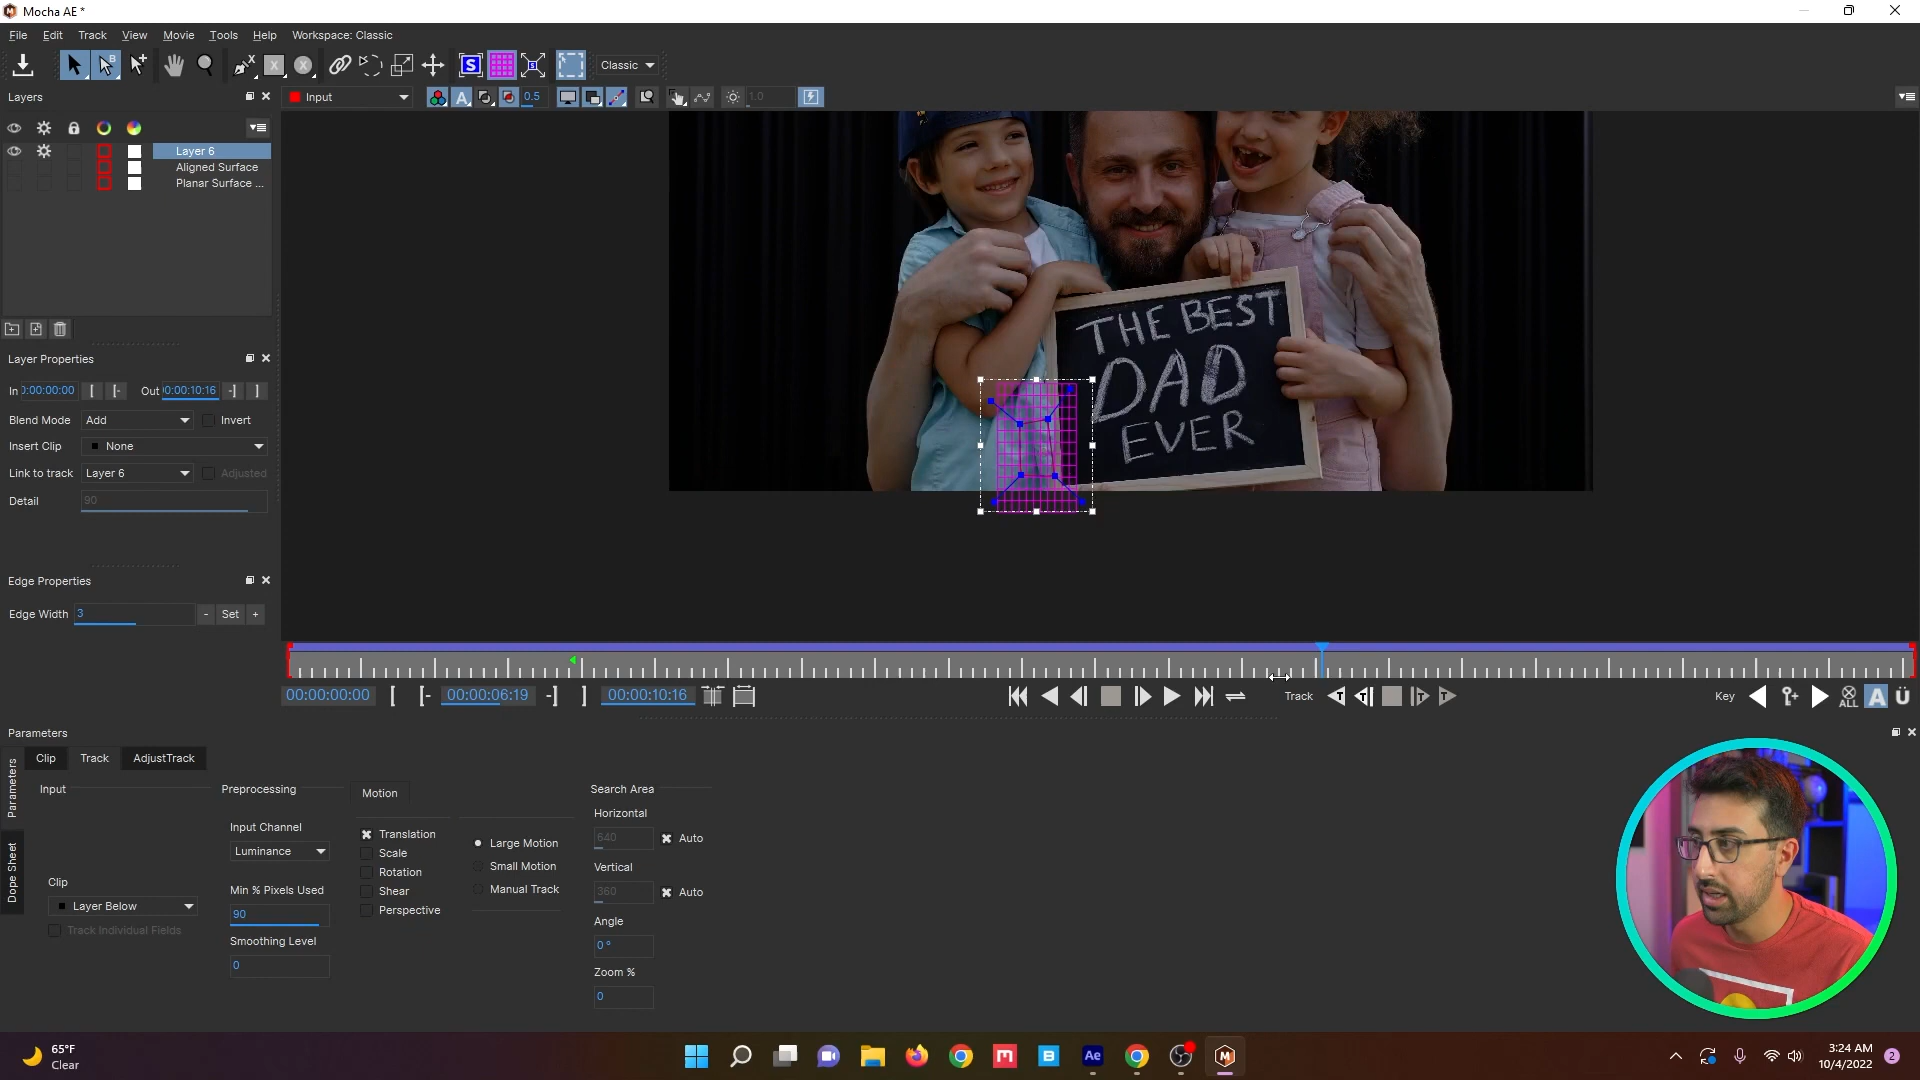 Mocha AE *
File Edit Track View Movie Tools Help Workspace: Classic
Classic
Layers
Input
0.5
1.0
Layer 6
Aligned Surface
Planar Surface ...
THE BEST
DAD
EVER
Layer Properties
In 0:00:00:00 Out 00:00:10:16
Blend Mode Add Invert
Insert Clip None
Link to track Layer 6 Adjusted
Detail 90
Edge Properties
Edge Width 3 - Set +
00:00:00:00 00:00:06:19 00:00:10:16 Track Key ALL
Parameters
Parameters
Dope Sheet
Clip Track AdjustTrack
Input
Clip
Layer Below
Track Individual Fields
Preprocessing
Input Channel
Luminance
Min % Pixels Used
90
Smoothing Level
0
Motion
Translation
Scale
Rotation
Shear
Perspective
Large Motion
Small Motion
Manual Track
Search Area
Horizontal
640 Auto
Vertical
360 Auto
Angle
0 °
Zoom %
0
65°F
Clear
Ae
3:24 AM
10/4/2022
2